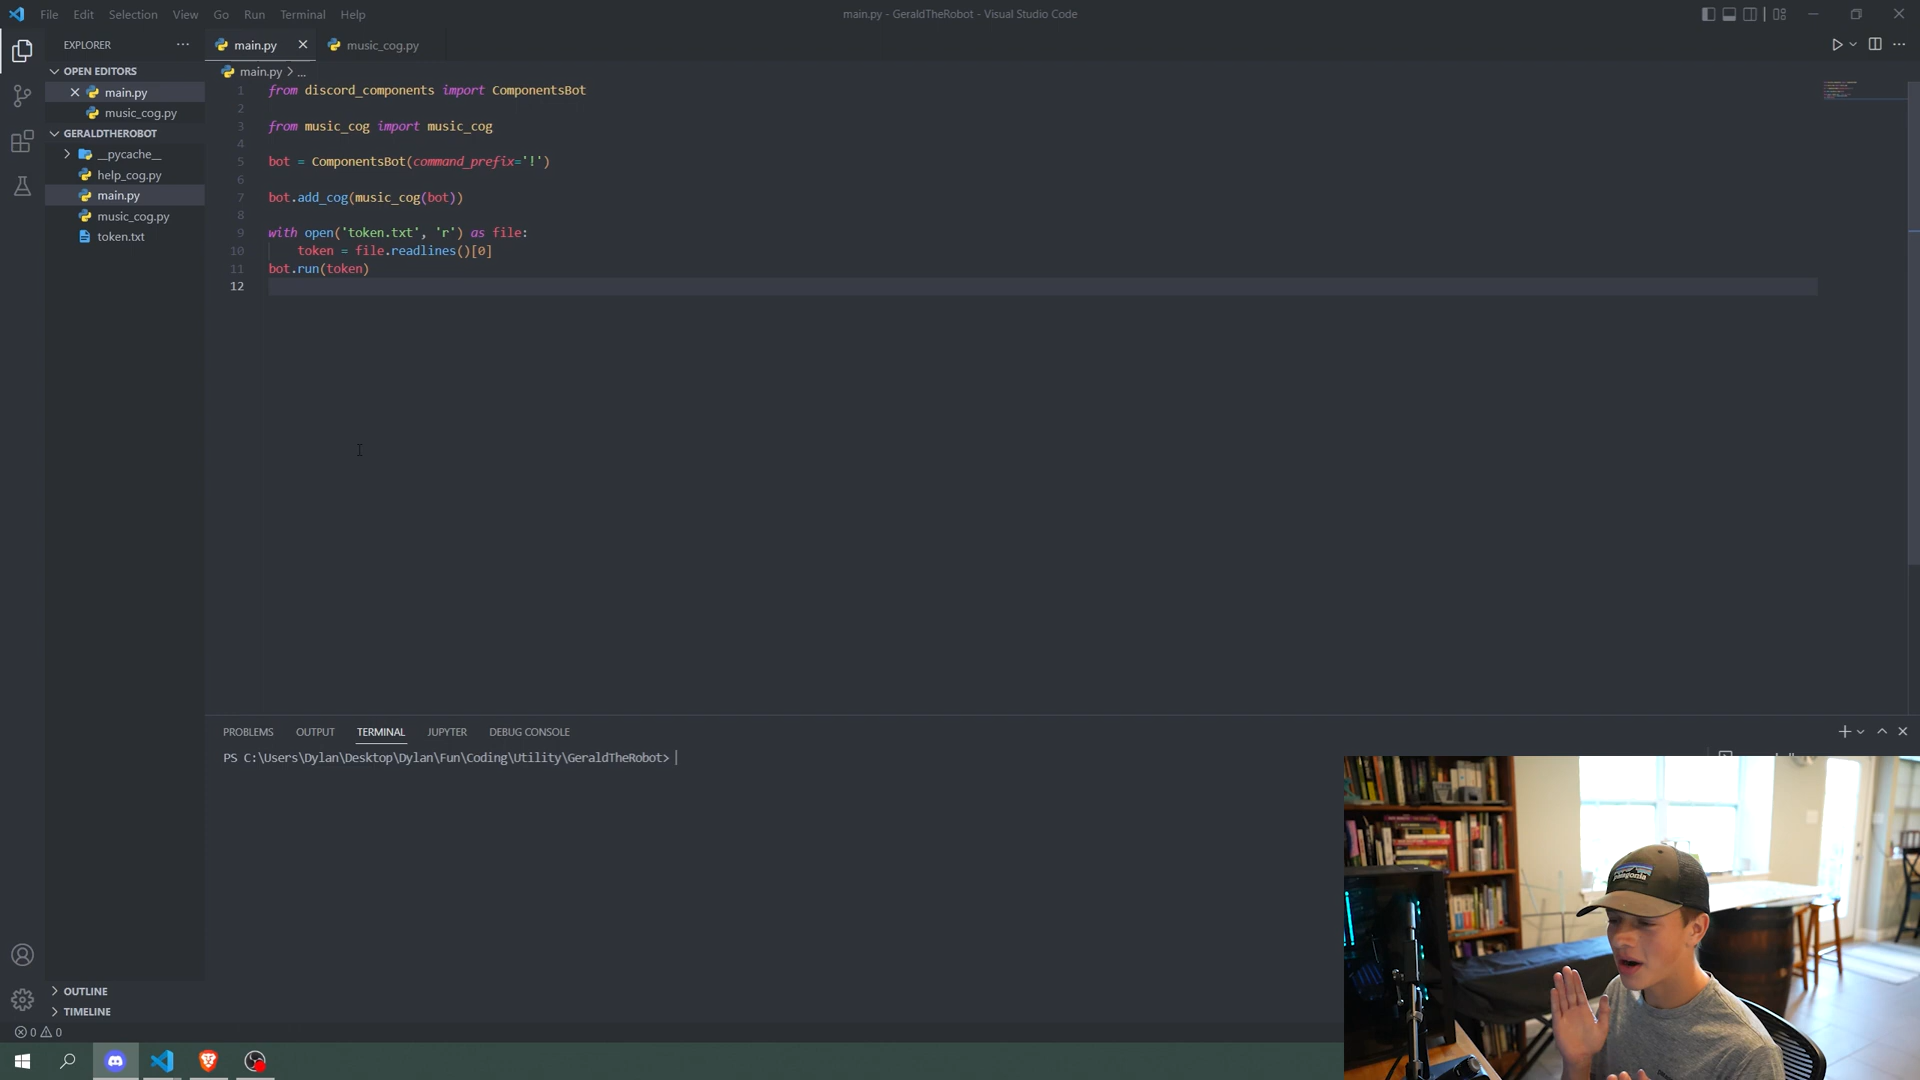 File Edit Selection View Go Run Terminal Help
main.py - GeraldTheRobot - Visual Studio Code
EXPLORER
OPEN EDITORS
main.py
music_cog.py
GERALDTHEROBOT
__pycache__
help_cog.py
main.py
music_cog.py
token.txt
OUTLINE
TIMELINE
0 0
main.py music_cog.py
main.py > ...
1 from discord_components import ComponentsBot
2
3 from music_cog import music_cog
4
5 bot = ComponentsBot(command_prefix='!')
6
7 bot.add_cog(music_cog(bot))
8
9 with open('token.txt', 'r') as file:
10 token = file.readlines()[0]
11 bot.run(token)
12
PROBLEMS OUTPUT TERMINAL JUPYTER DEBUG CONSOLE
PS C:\Users\Dylan\Desktop\Dylan\Fun\Coding\Utility\GeraldTheRobot>
patagonia